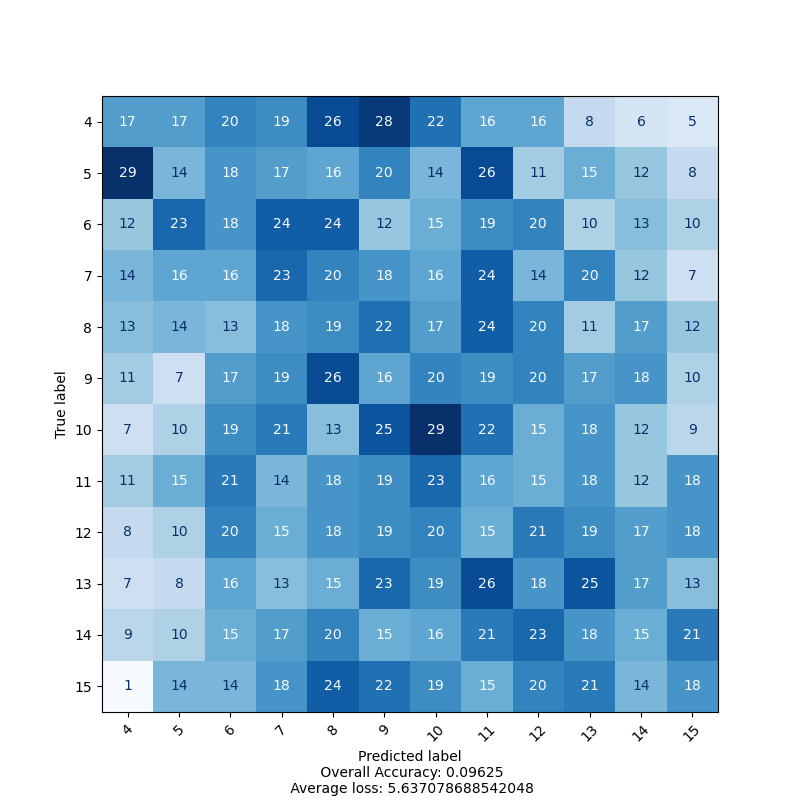 4 17 17 20 19 26 28 22 16 16 8 6 5
5 29 14 18 17 16 20 14 26 11 15 12 8
6 12 23 18 24 24 12 15 19 20 10 13 10
7 14 16 16 23 20 18 16 24 14 20 12 7
8 13 14 13 18 19 22 17 24 20 11 17 12
9 11 7 17 19 26 16 20 19 20 17 18 10
True label
10 7 10 19 21 13 25 29 22 15 18 12 9
11 11 15 21 14 18 19 23 16 15 18 12 18
12 8 10 20 15 18 19 20 15 21 19 17 18
13 7 8 16 13 15 23 19 26 18 25 17 13
14 9 10 15 17 20 15 16 21 23 18 15 21
15 1 14 14 18 24 22 19 15 20 21 14 18
4 5 6 7 8 9 10 11 12 13 14 15
Predicted label
Overall Accuracy: 0.09625
Average loss: 5.637078688542048